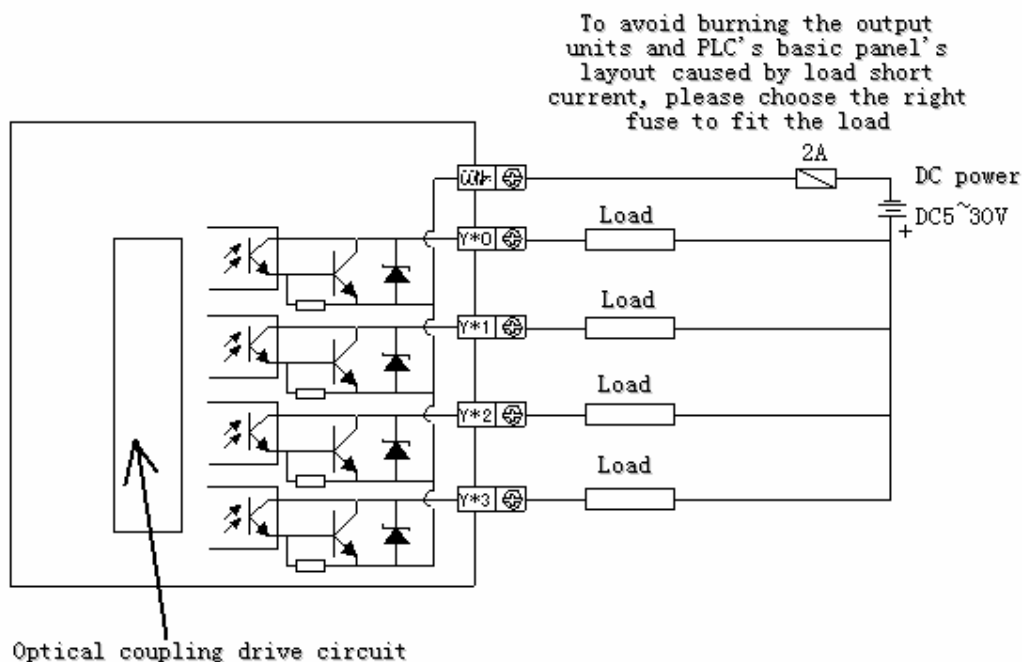 To avoid burning the output
units and PLC's basic panel's
layout caused by load short
current, please choose the right
fuse to fit the load
2A
DC power
DC5~30V
+
Load
Y*0
Load
Y*1
Load
Y*2
Load
Y*3
Optical coupling drive circuit